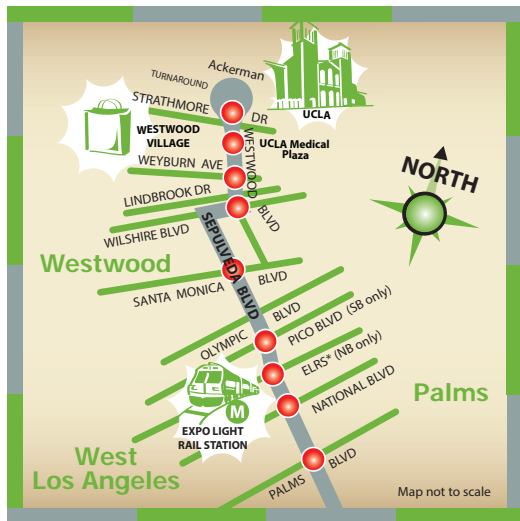 Ackerman
TURNAROUND
STRATHMORE DR
UCLA
WESTWOOD
VILLAGE
UCLA Medical
Plaza
WEYBURN AVE
WESTWOOD BLVD
NORTH
LINDBROOK DR
WILSHIRE BLVD
SEPULVEDA BLVD
Westwood
SANTA MONICA BLVD
OLYMPIC BLVD
PICO BLVD (SB only)
ELRS* (NB only)
NATIONAL BLVD
M
EXPO LIGHT
RAIL STATION
Palms
West
Los Angeles
PALMS BLVD
Map not to scale